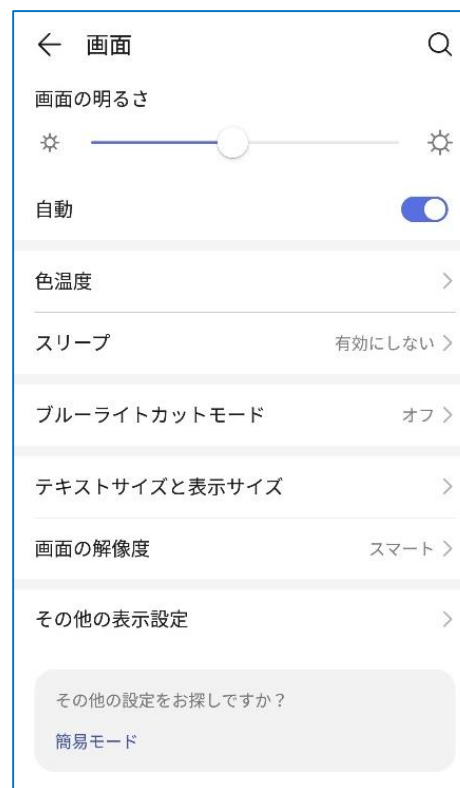 画面
画面の明るさ
自動
色温度
スリープ 有効にしない
ブルーライトカットモード オフ
テキストサイズと表示サイズ
画面の解像度 スマート
その他の表示設定
その他の設定をお探しですか?
簡易モード